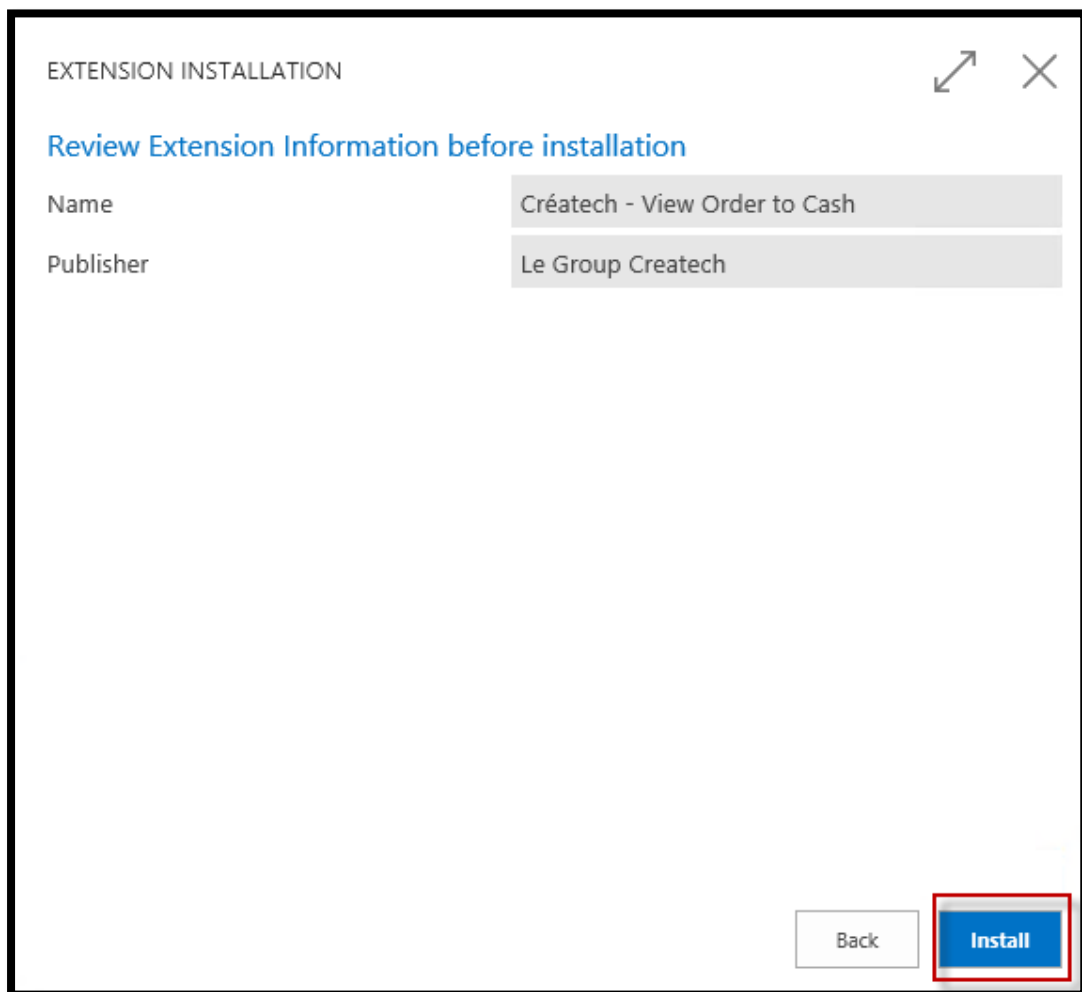 EXTENSION INSTALLATION
Review Extension Information before installation
Name Créatech - View Order to Cash
Publisher Le Group Createch
Back Install